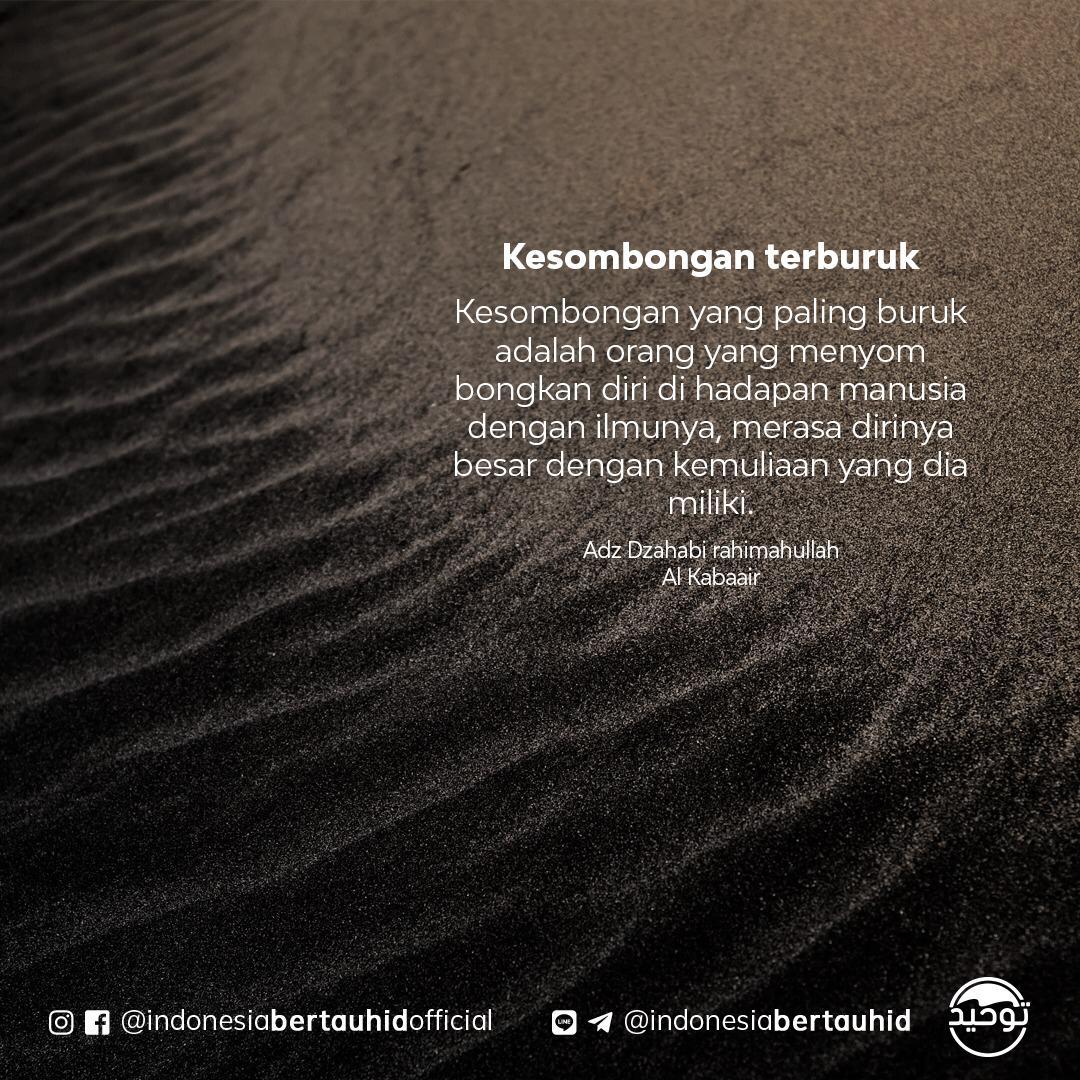 Kesombongan terburuk
Kesombongan yang paling buruk
adalah orang yang menyom
bongkan diri di hadapan manusia
dengan ilmunya, merasa dirinya
besar dengan kemuliaan yang dia
miliki.
Adz Dzahabi rahimahullah
Al Kabaair
LINE
@indonesiabertauhidofficial
@indonesiabertauhid
توحيد